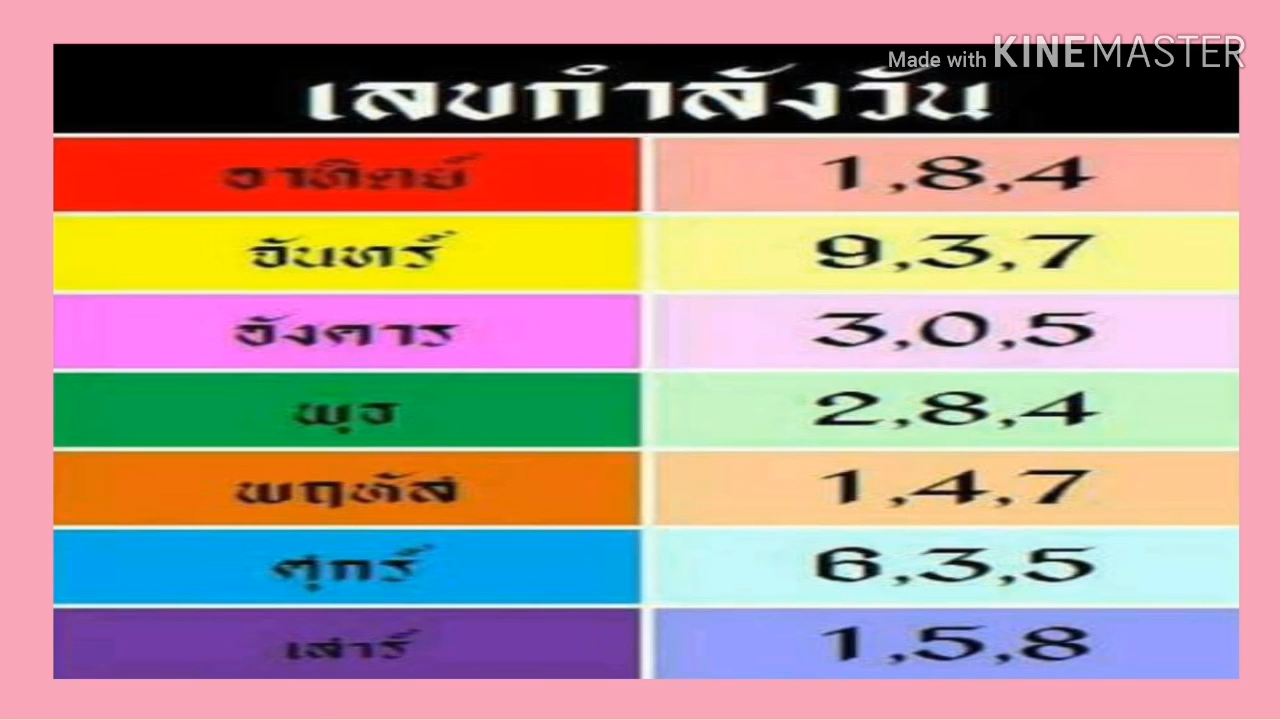 Made with KINEMASTER
เลขกำลังวัน
อาทิตย์ 1,8,4
จันทร์ 9,3,7
อังคาร 3,0,5
พุธ 2,8,4
พฤหัส 1,4,7
ศุกร์ 6,3,5
เสาร์ 1,5,8